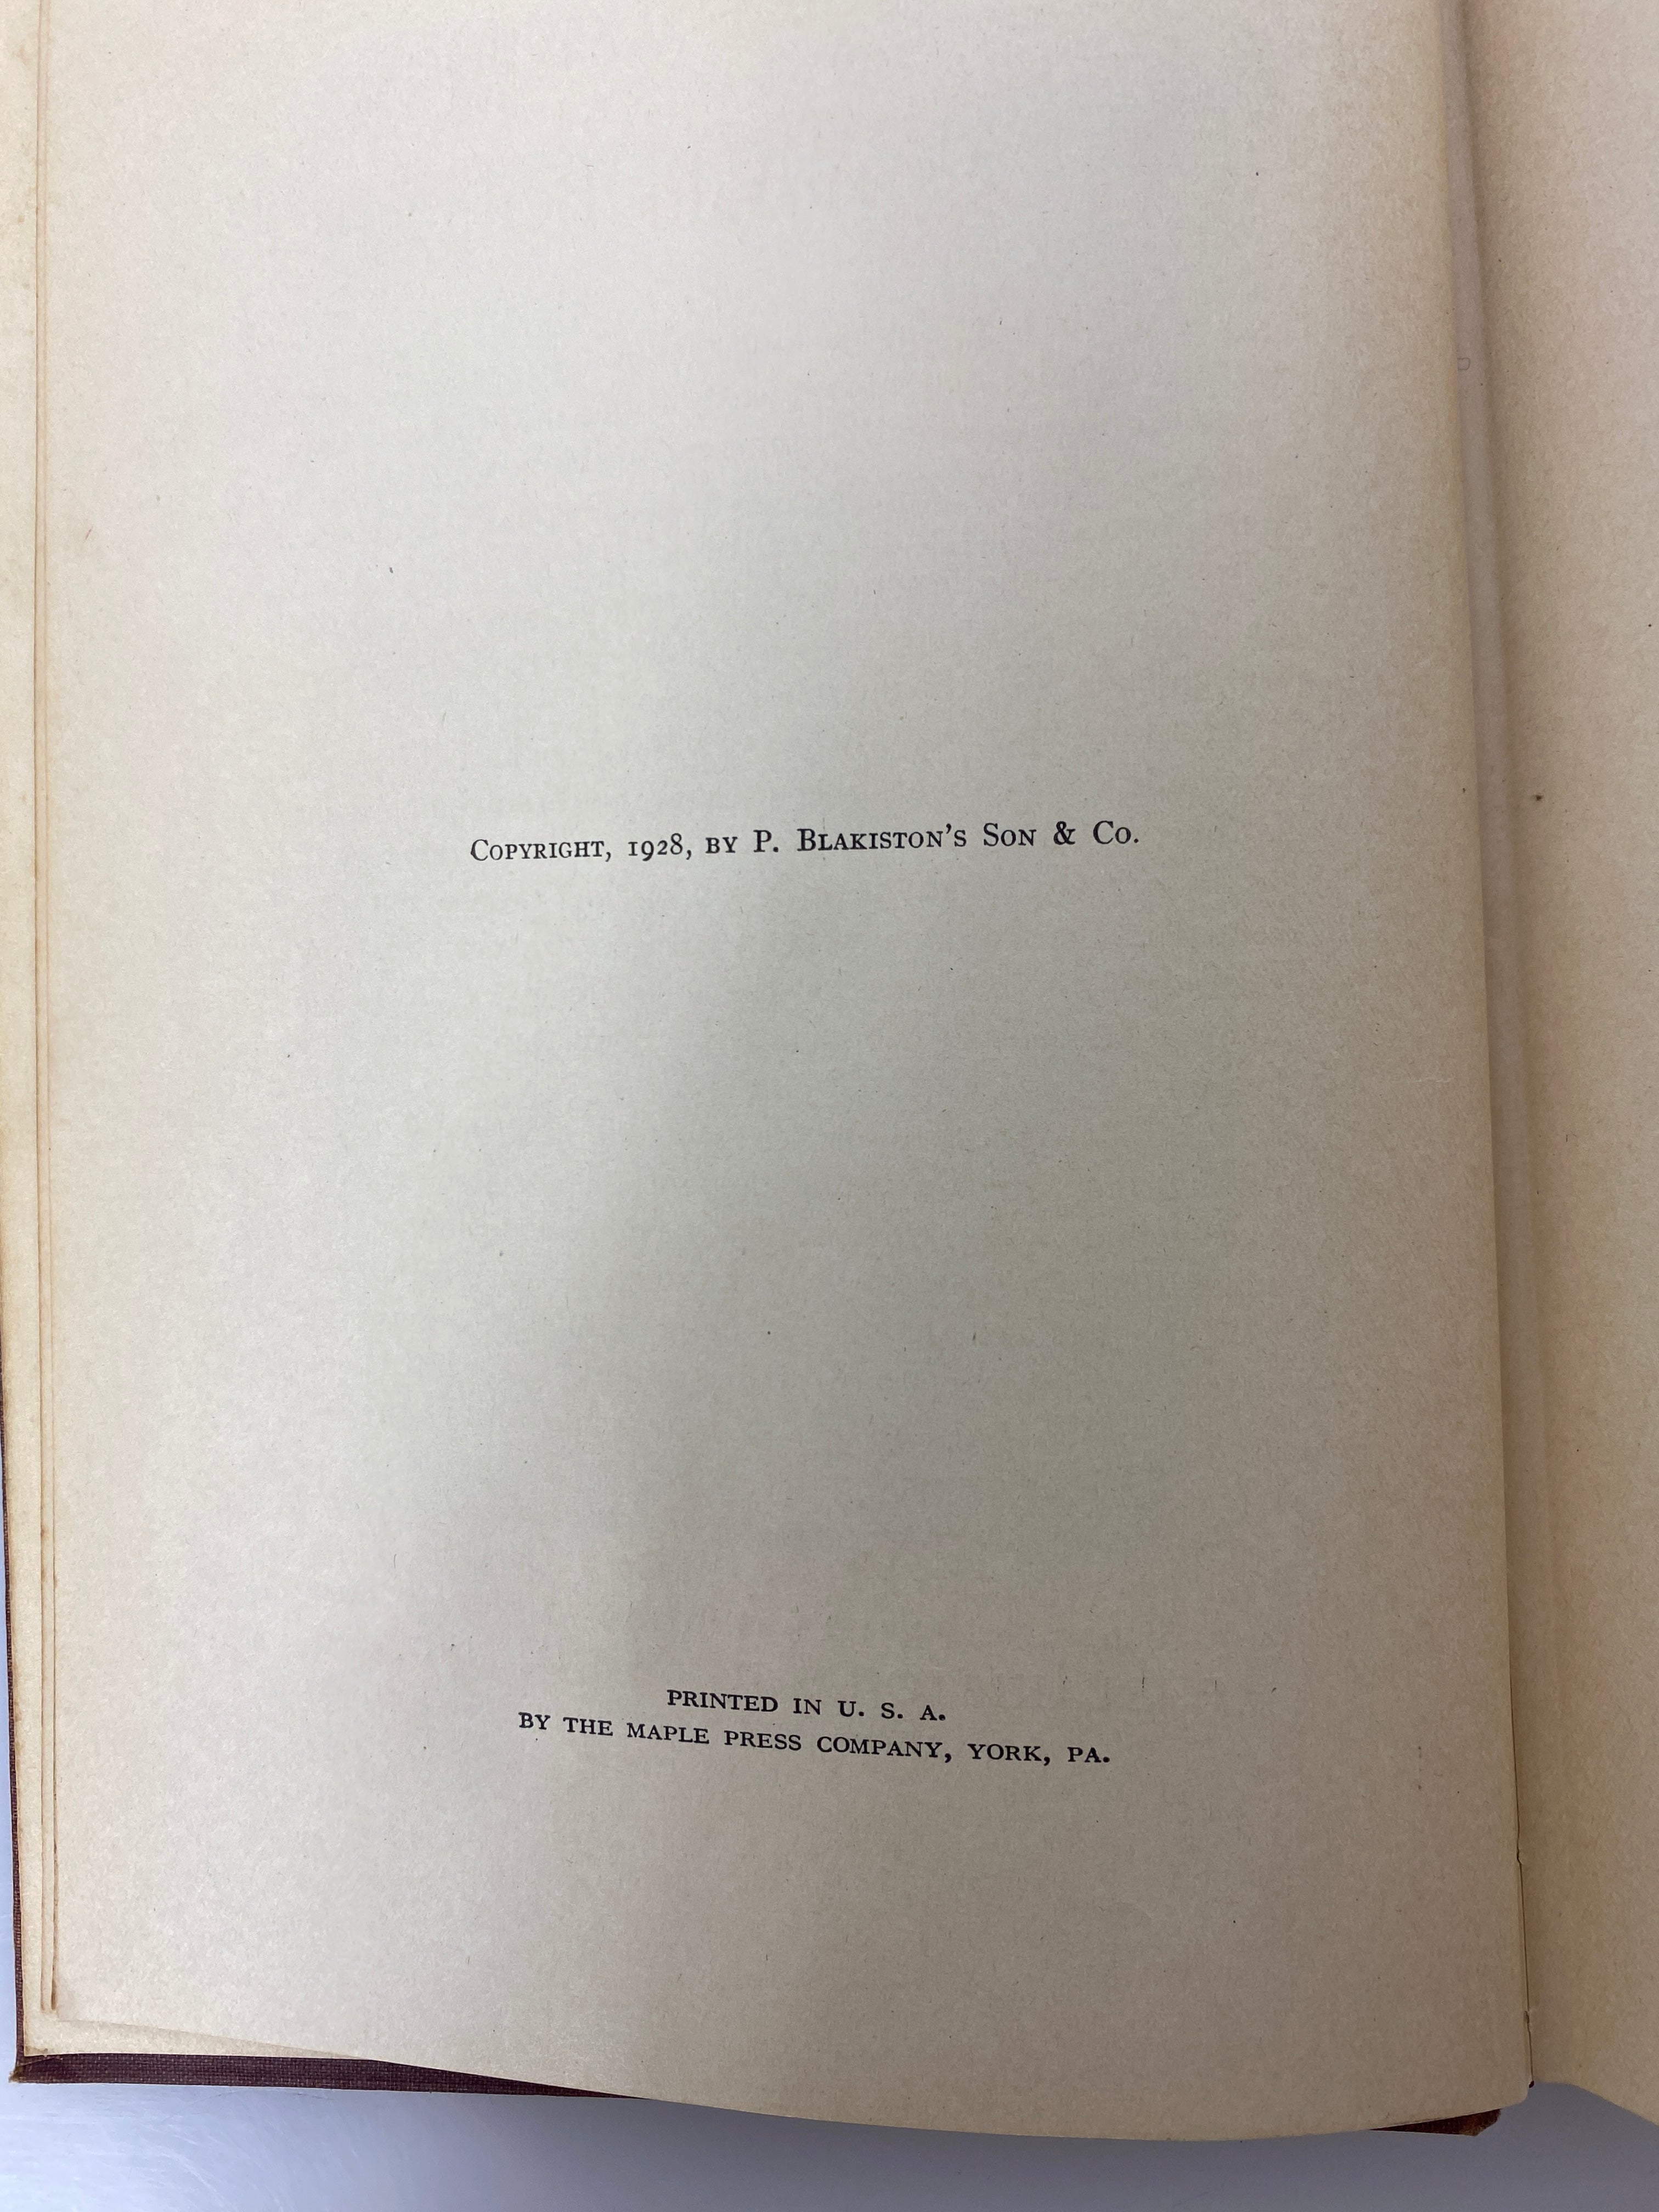 Copyright, 1928, by P. Blakiston's Son & Co.
PRINTED IN U. S. A.
BY THE MAPLE PRESS COMPANY, YORK, PA.